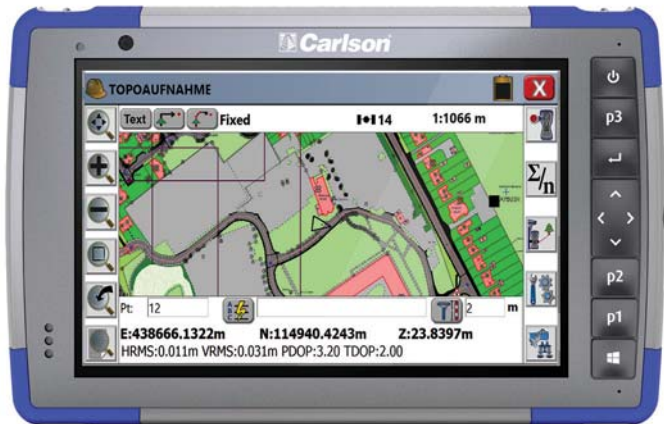 Carlson
TOPOAUFNAHME
Text Fixed 14 1:1066 m
Σ/n
Pt: 12 A B C 2 m
E:438666.1322m N:114940.4243m Z:23.8397m
HRMS:0.011m VRMS:0.031m PDOP:3.20 TDOP:2.00
p3
p2
p1